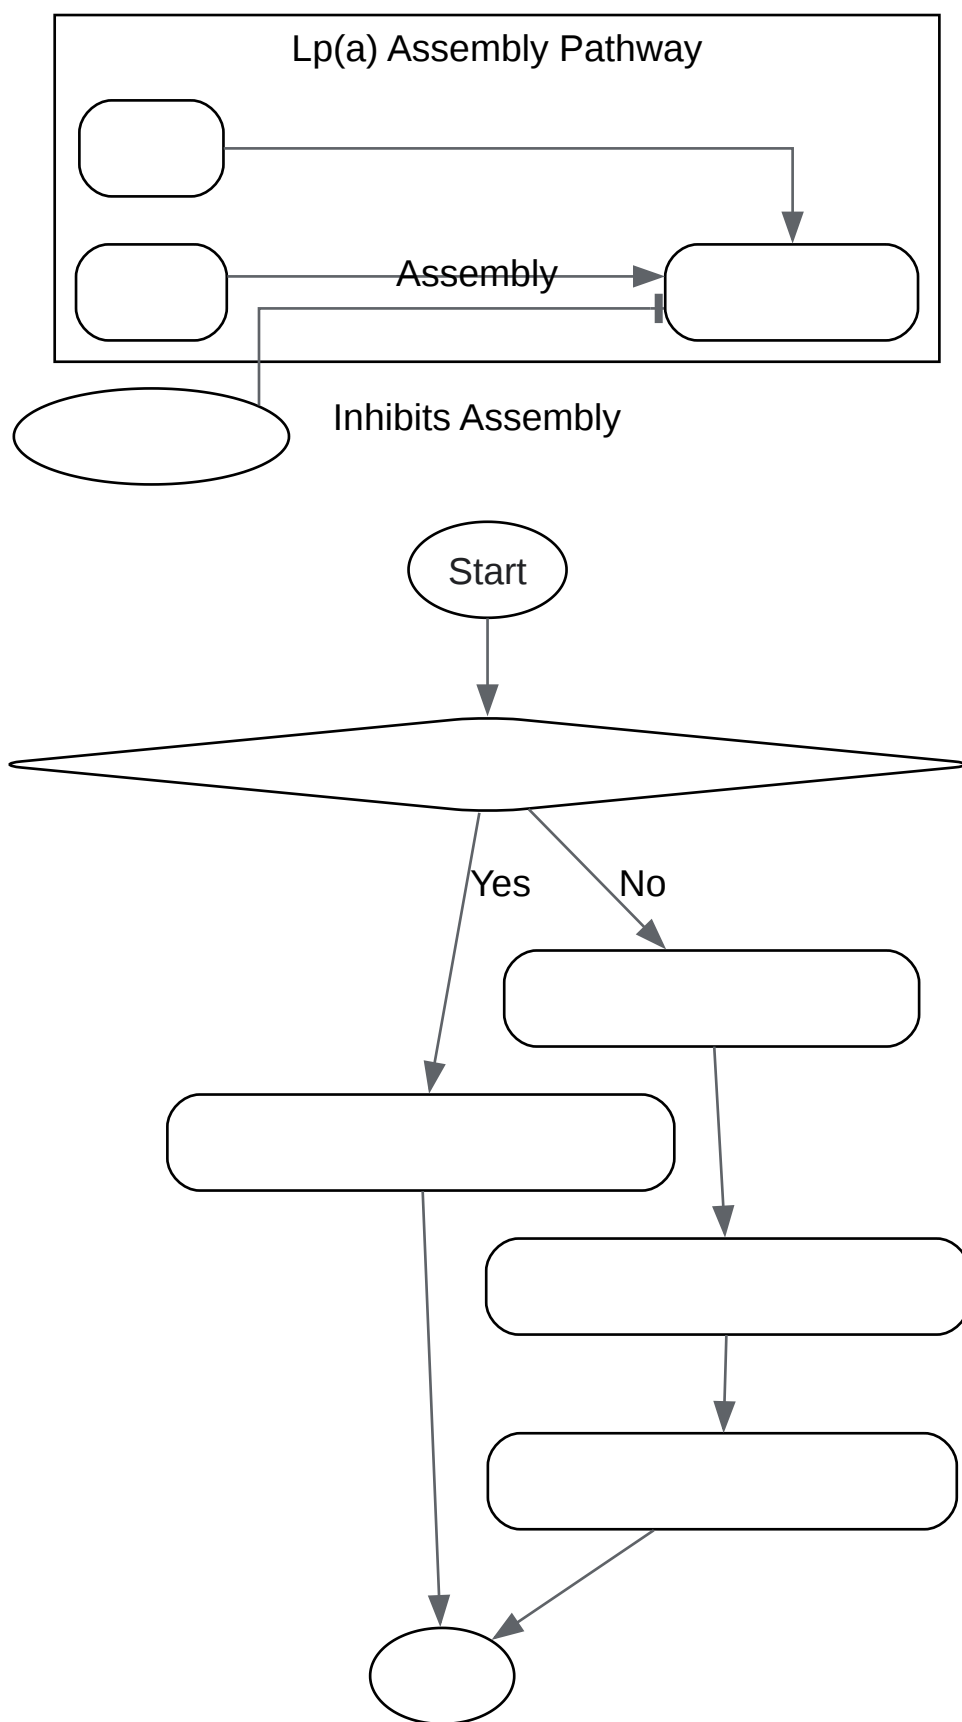 Lp(a) Assembly Pathway
Assembly
Inhibits Assembly
Start
Yes
No